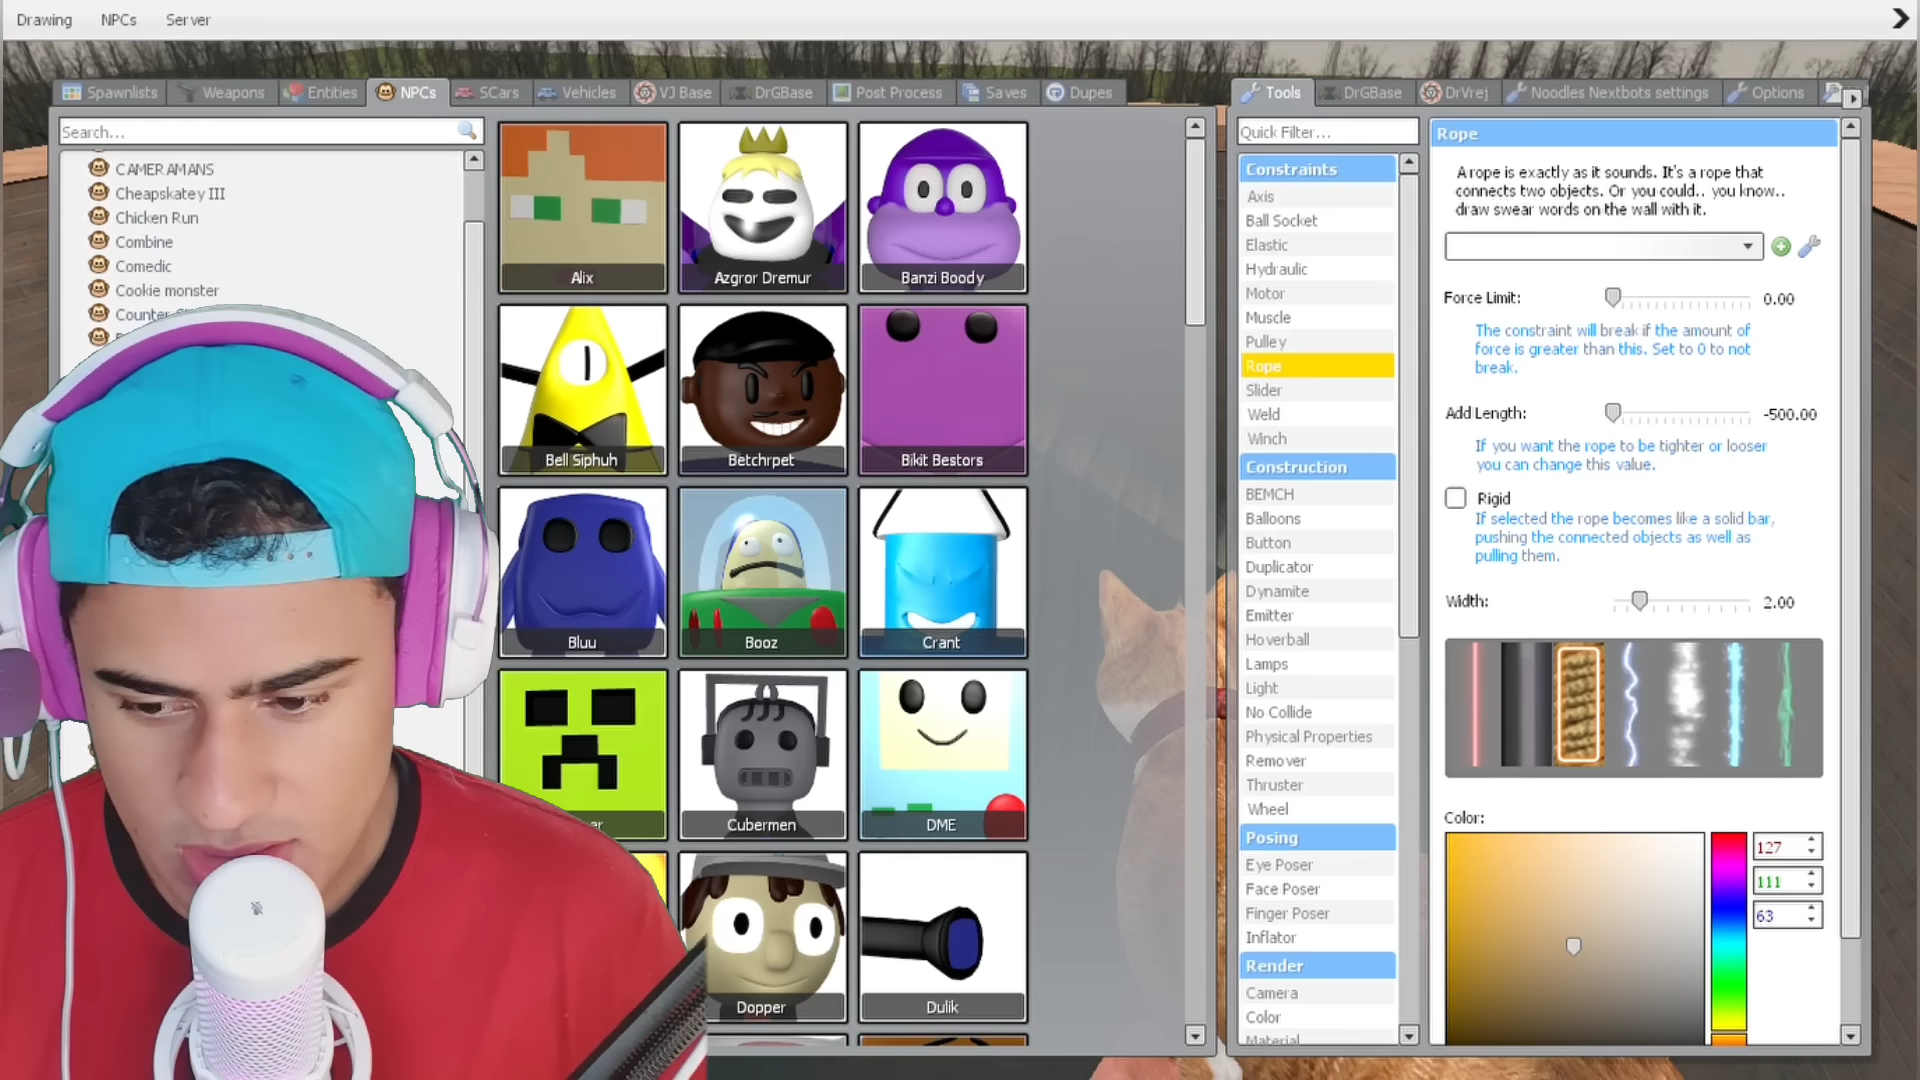 Drawing NPCs Server
Spawnlists Weapons Entities NPCs SCars Vehicles VJ Base DrGBase Post Process Saves Dupes
Tools DrGBase DrVrej Noodles Nextbots settings Options
Search...
CAMERAMANS
Cheapskatey III
Chicken Run
Combine
Comedic
Cookie monster
Counter
Alix
Azgror Dremur
Banzi Boody
Bell Siphuh
Betchrpet
Bikit Bestors
Bluu
Booz
Crant
er
Cubermen
DME
Dopper
Dulik
Quick Filter...
Constraints
Axis
Ball Socket
Elastic
Hydraulic
Motor
Muscle
Pulley
Rope
Slider
Weld
Winch
Construction
BEMCH
Balloons
Button
Duplicator
Dynamite
Emitter
Hoverball
Lamps
Light
No Collide
Physical Properties
Remover
Thruster
Wheel
Posing
Eye Poser
Face Poser
Finger Poser
Inflator
Render
Camera
Color
Material
Rope
A rope is exactly as it sounds. It's a rope that
connects two objects. Or you could.. you know..
draw swear words on the wall with it.
Force Limit: 0.00
The constraint will break if the amount of
force is greater than this. Set to 0 to not
break.
Add Length: -500.00
If you want the rope to be tighter or looser
you can change this value.
Rigid
If selected the rope becomes like a solid bar,
pushing the connected objects as well as
pulling them.
Width: 2.00
Color:
127
111
63